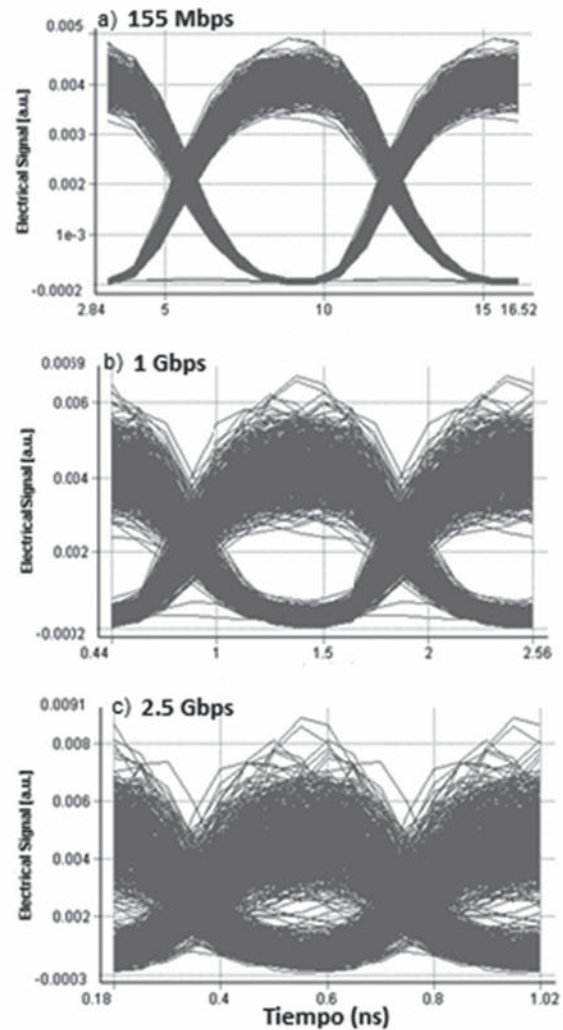 a) 155 Mbps
0.005
0.004
0.003
0.002
1e-3
-0.0002
Electrical Signal [a.u.]
2.84 5 10 15 16.52
b) 1 Gbps
0.0059
0.006
0.004
0.002
-0.0002
Electrical Signal [a.u.]
0.44 1 1.5 2 2.56
c) 2.5 Gbps
0.0091
0.008
0.006
0.004
0.002
-0.0003
Electrical Signal [a.u.]
0.18 0.4 0.6 0.8 1.02
Tiempo (ns)